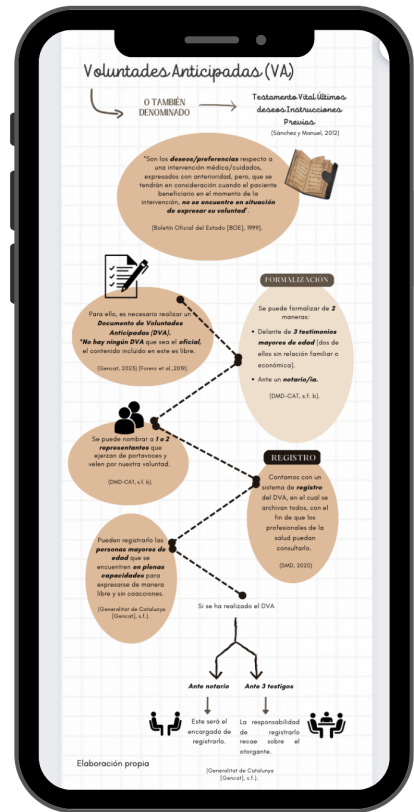 Voluntades Anticipadas (VA)
O TAMBIÉN
DENOMINADO
Testamento Vital Últimos
deseos Instrucciones
Previas
(Sánchez y Manuel, 2012)
"Son los deseos/preferencias respecto a
una intervención médica/cuidados,
expresados con anterioridad, pero, que se
tendrán en consideración cuando el paciente
beneficiario en el momento de la
intervención, no se encuentre en situación
de expresar su voluntad".
(Boletín Oficial del Estado [BOE], 1999).
Para ello, es necesario realizar un
Documento de Voluntades
Anticipadas (DVA).
"No hay ningún DVA que sea el oficial,
el contenido incluido en este es libre.
(Gencat, 2023) (Forero et al.,2019).
FORMALIZACIÓN
Se puede formalizar de 2
maneras:
• Delante de 3 testimonios
mayores de edad (dos de
ellos sin relación familiar o
económica).
• Ante un notario/ia.
(DMD-CAT, s.f. b).
Se puede nombrar a 1 o 2
representantes que
ejerzan de portavoces y
velen por nuestra voluntad.
(DMD-CAT, s.f. b).
REGISTRO
Contamos con un
sistema de registro
del DVA, en el cual se
archivan todos, con el
fin de que los
profesionales de la
salud puedan
consultarlo.
(DMD, 2020)
Pueden registrarlo las
personas mayores de
edad que se
encuentren en plenas
capacidades para
expresarse de manera
libre y sin coacciones.
(Generalitat de Catalunya
[Gencat], s.f.).
Si se ha realizado el DVA
Ante notario
Ante 3 testigos
Este será el
encargado de
registrarlo.
La responsabilidad
de registrarlo
recae sobre el
otorgante.
(Generalitat de Catalunya
[Gencat], s.f.).
Elaboración propia